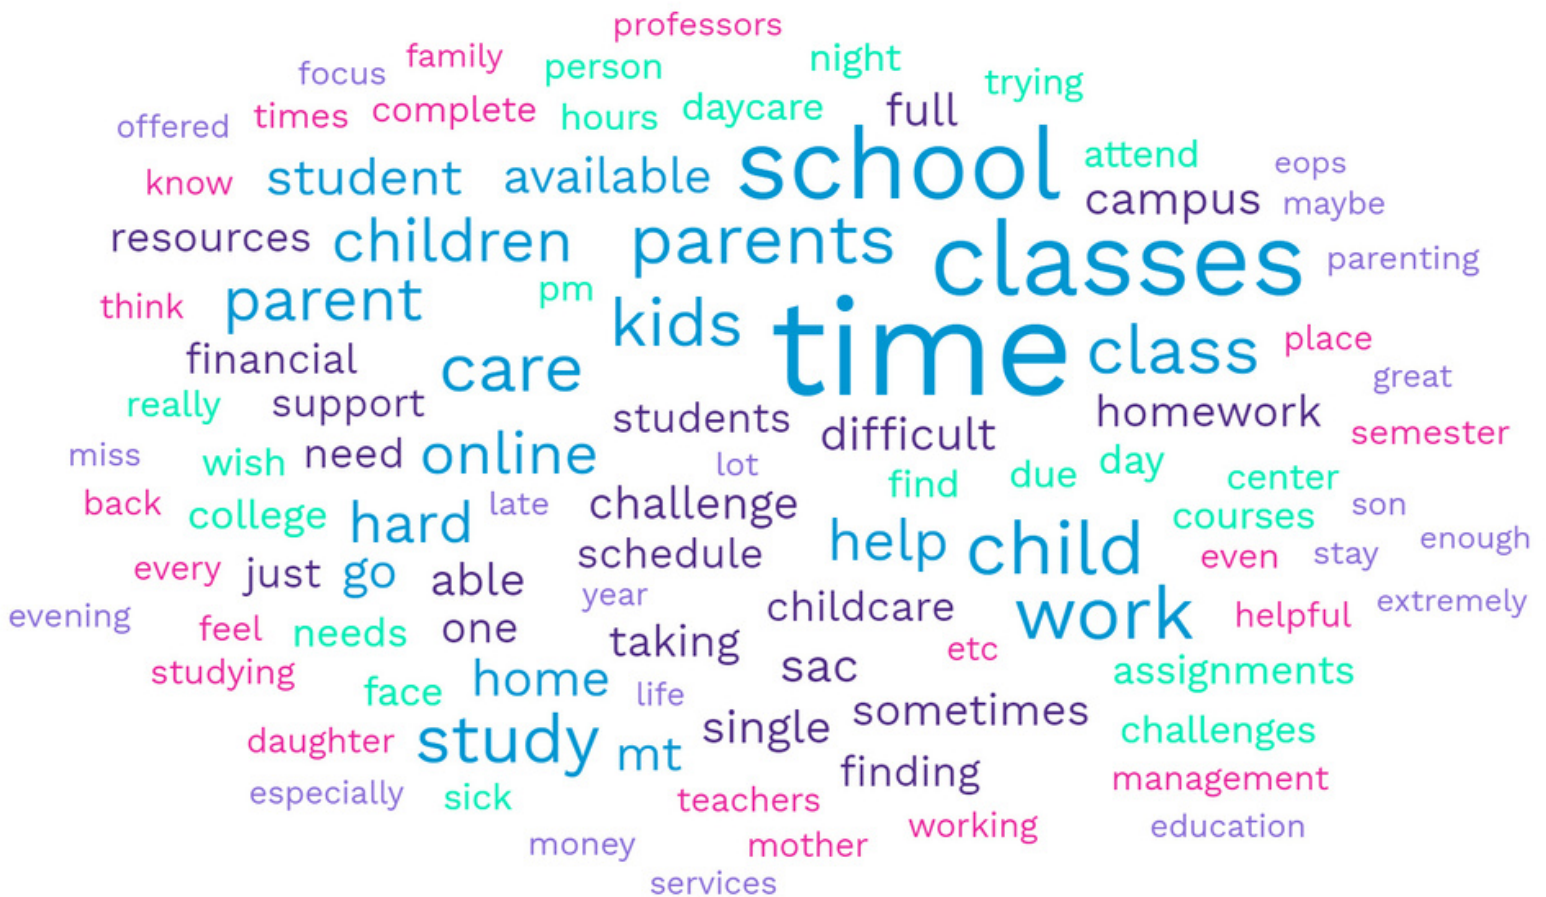 professors
focus family person night trying
offered times complete hours daycare full
know student available school attend eops
campus maybe
resources children parents classes parenting
think parent pm kids time class place
financial care great
really support students difficult homework semester
miss wish need online lot find due day center
back college hard late challenge help child courses son
every just go able schedule even stay enough
evening feel needs one year taking childcare work helpful extremely
studying face home life sac etc assignments
daughter study mt single sometimes challenges
especially sick teachers finding management
money mother working education
services